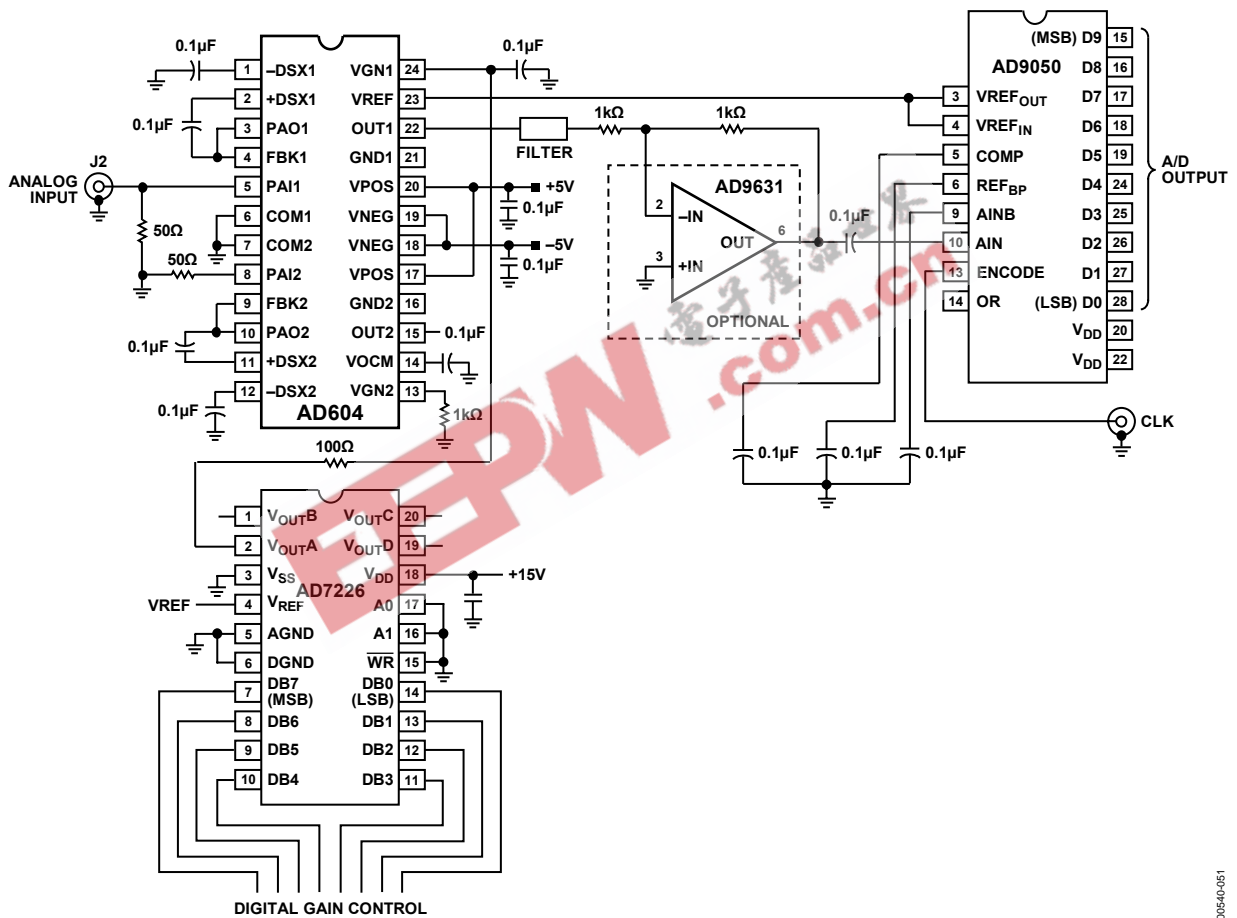 0.1µF
1 –DSX1 VGN1 24
0.1µF
2 +DSX1 VREF 23
0.1µF
3 PAO1 OUT1 22
4 FBK1 GND1 21
J2
ANALOG
INPUT
5 PAI1 VPOS 20
+5V
0.1µF
6 COM1 VNEG 19
7 COM2 VNEG 18
–5V
0.1µF
50Ω
50Ω
8 PAI2 VPOS 17
9 FBK2 GND2 16
10 PAO2 OUT2 15
0.1µF
0.1µF
11 +DSX2 VOCM 14
12 –DSX2 VGN2 13
0.1µF
AD604
1kΩ
FILTER
1kΩ
1kΩ
AD9631
2 –IN
OUT 6
3 +IN
OPTIONAL
0.1µF
(MSB) D9 15
AD9050
D8 16
3 VREFOUT D7 17
4 VREFIN D6 18
5 COMP D5 19
6 REFBP D4 24
9 AINB D3 25
10 AIN D2 26
13 ENCODE D1 27
14 OR (LSB) D0 28
VDD 20
VDD 22
A/D
OUTPUT
CLK
0.1µF
0.1µF
0.1µF
100Ω
1 VOUTB VOUTC 20
2 VOUTA VOUTD 19
3 VSS VDD 18
+15V
AD7226
VREF
4 VREF A0 17
5 AGND A1 16
6 DGND WR 15
7 DB7 (MSB) DB0 (LSB) 14
8 DB6 DB1 13
9 DB5 DB2 12
10 DB4 DB3 11
DIGITAL GAIN CONTROL
EEPW
電子產品世界
.com.cn
00540-051